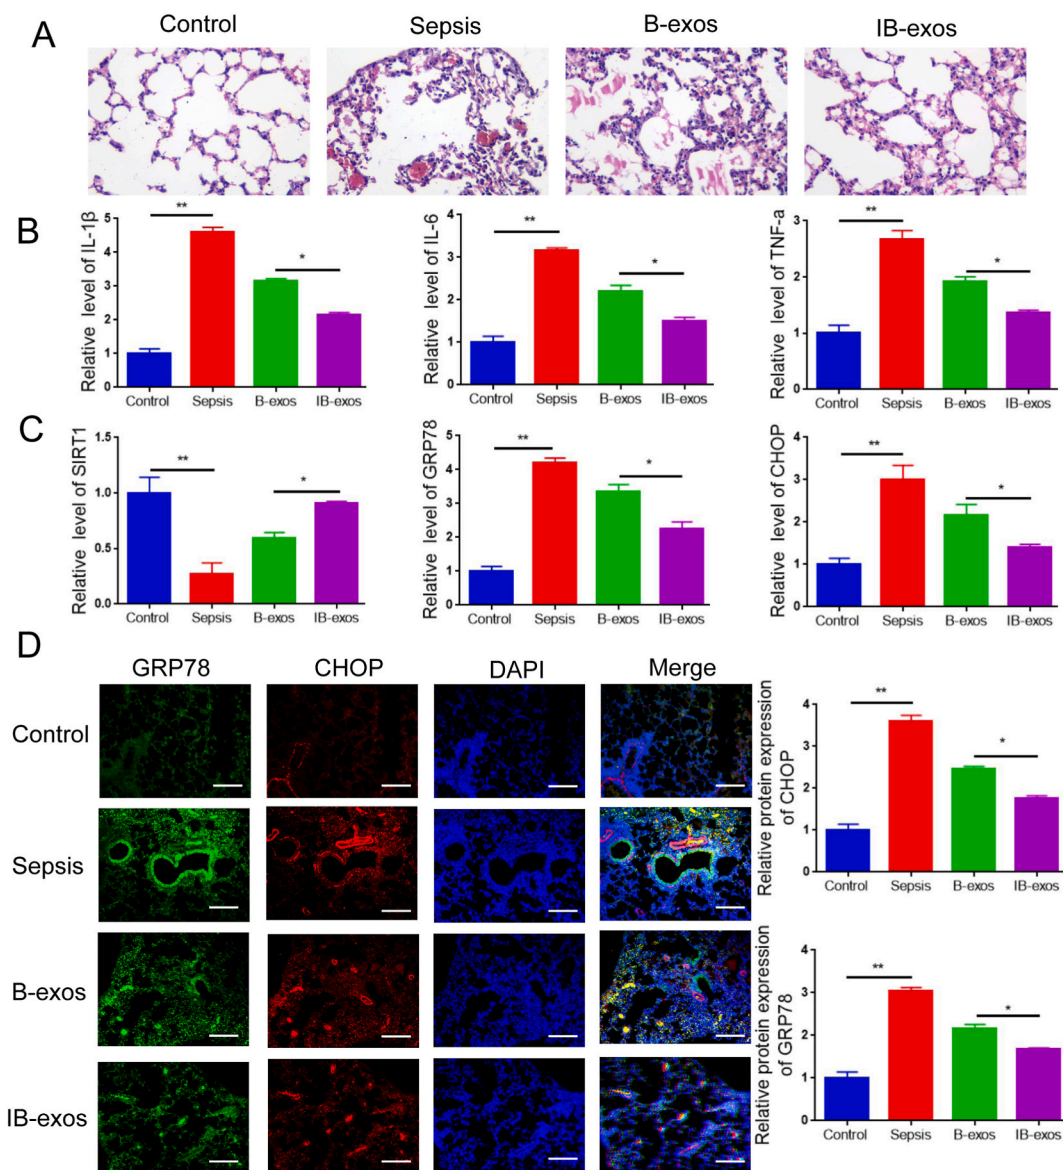 A
Control
Sepsis
B-exos
IB-exos
B
Relative level of IL-1β
5
4
3
2
1
0
**
*
Control
Sepsis
B-exos
IB-exos
Relative level of IL-6
4
3
2
1
0
**
*
Control
Sepsis
B-exos
IB-exos
Relative level of TNF-a
3
2
1
0
**
*
Control
Sepsis
B-exos
IB-exos
C
Relative level of SIRT1
1.5
1.0
0.5
0.0
**
*
Control
Sepsis
B-exos
IB-exos
Relative level of GRP78
5
4
3
2
1
0
**
*
Control
Sepsis
B-exos
IB-exos
Relative level of CHOP
4
3
2
1
0
**
*
Control
Sepsis
B-exos
IB-exos
D
GRP78
CHOP
DAPI
Merge
Control
Sepsis
B-exos
IB-exos
Relative protein expression
of CHOP
4
3
2
1
0
**
*
Control
Sepsis
B-exos
IB-exos
Relative protein expression
of GRP78
4
3
2
1
0
**
*
Control
Sepsis
B-exos
IB-exos